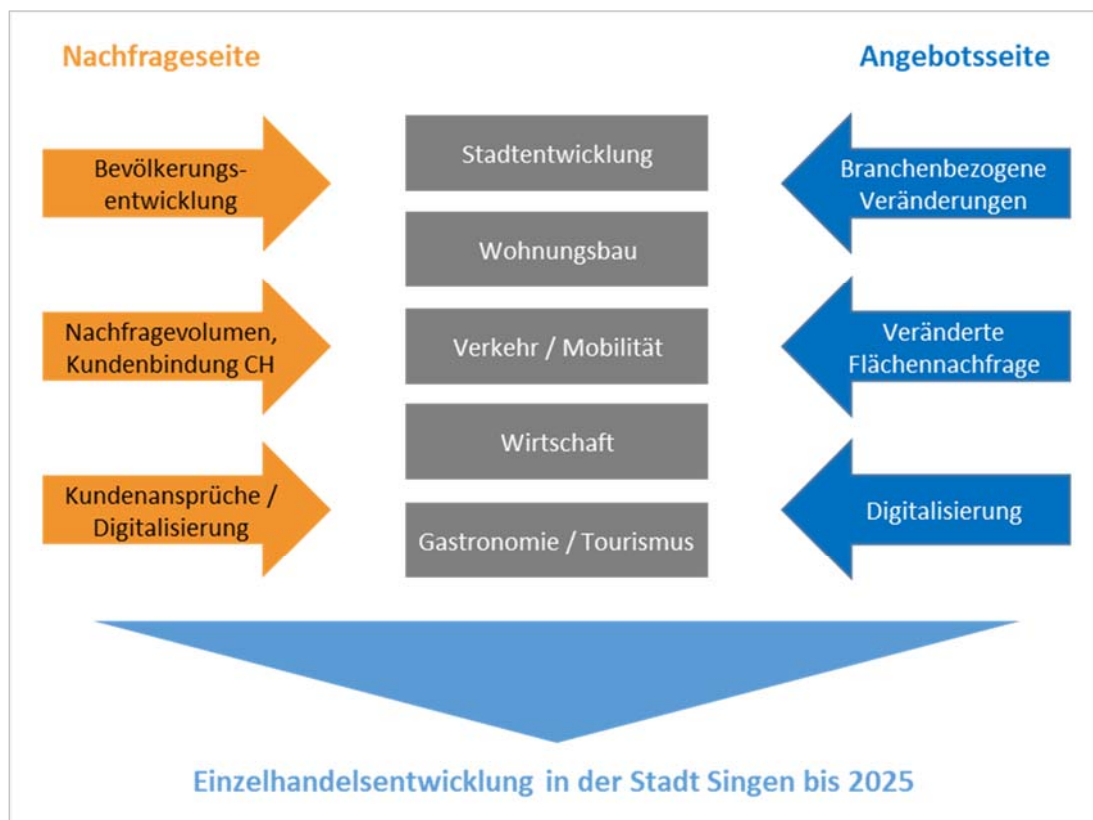 Nachfrageseite
Angebotsseite
Bevölkerungs-
entwicklung
Nachfragevolumen,
Kundenbindung CH
Kundenansprüche /
Digitalisierung
Stadtentwicklung
Wohnungsbau
Verkehr / Mobilität
Wirtschaft
Gastronomie / Tourismus
Branchenbezogene
Veränderungen
Veränderte
Flächennachfrage
Digitalisierung
Einzelhandelsentwicklung in der Stadt Singen bis 2025